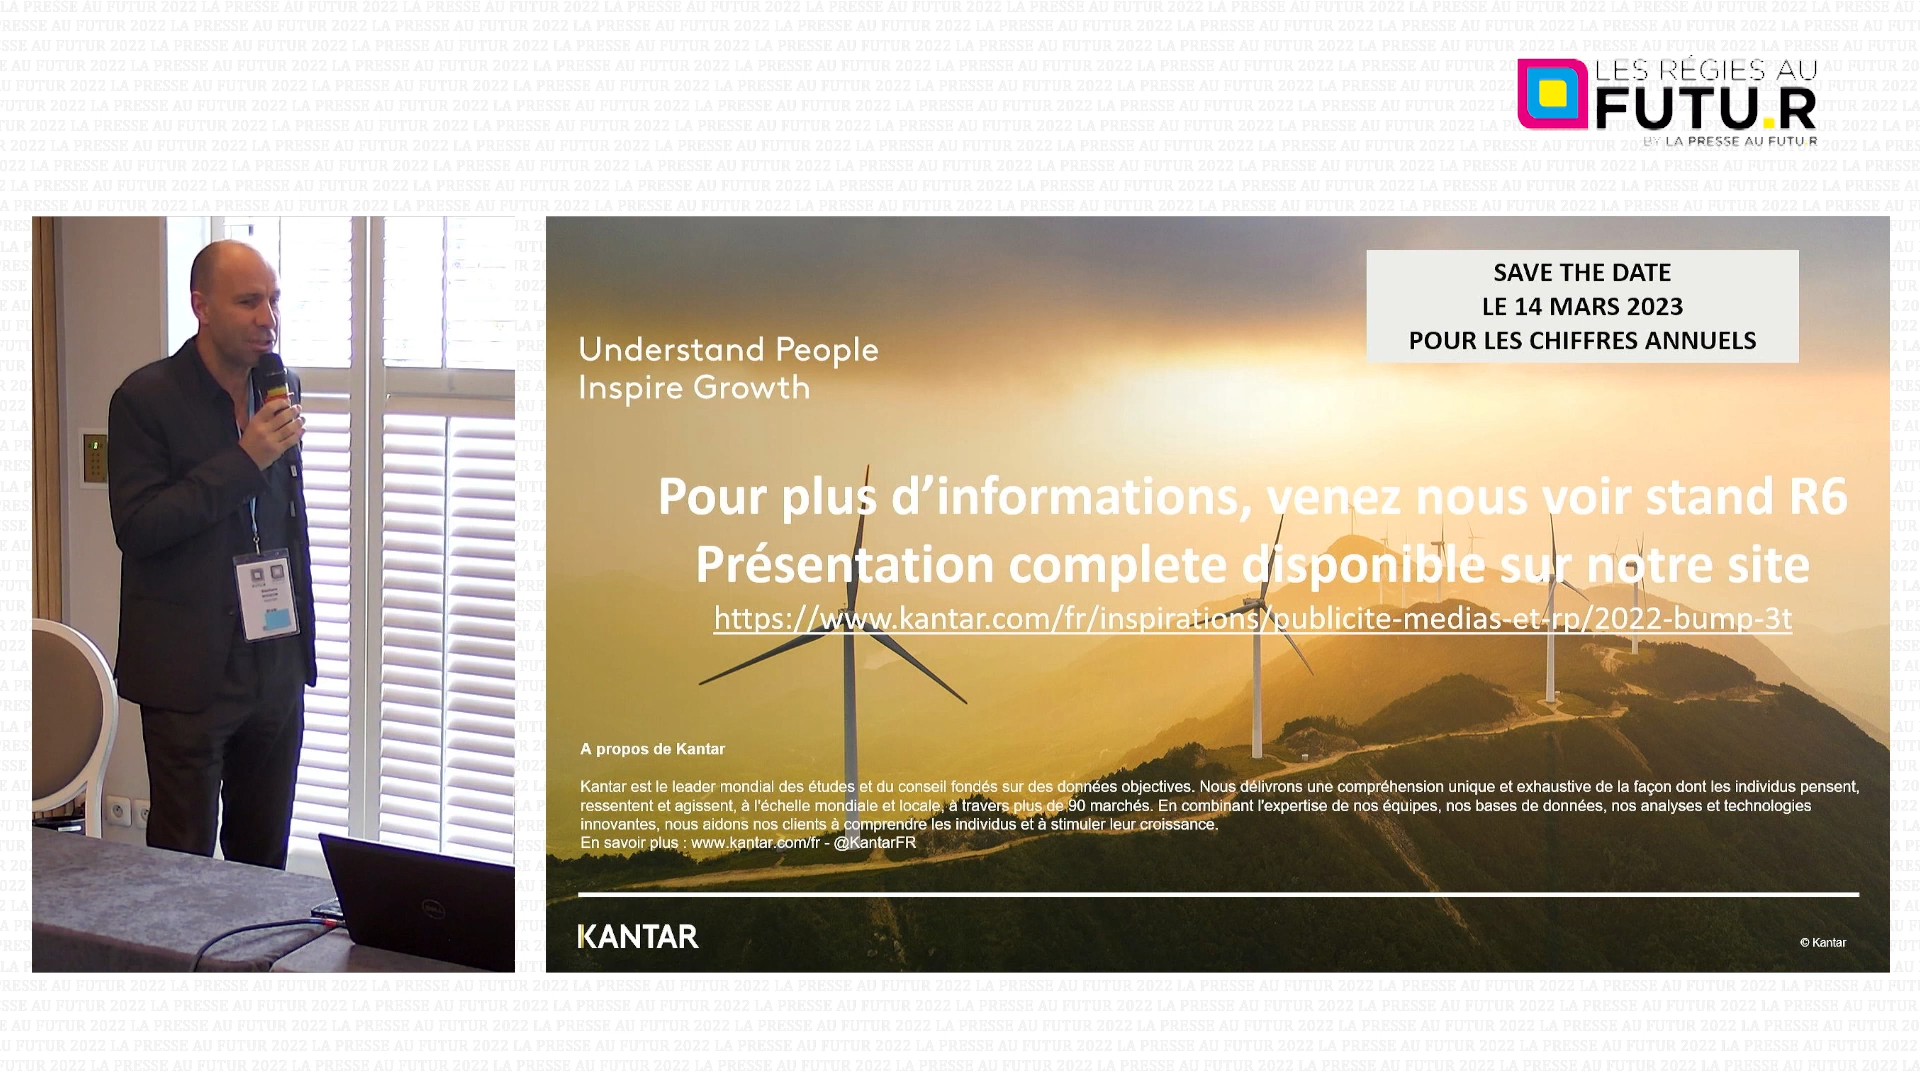 LES RÉGIES AU
FUTU.R
BY LA PRESSE AU FUTU.R
SAVE THE DATE
LE 14 MARS 2023
POUR LES CHIFFRES ANNUELS
Understand People
Inspire Growth
Pour plus d’informations, venez nous voir stand R6
Présentation complete disponible sur notre site
https://www.kantar.com/fr/inspirations/publicite-medias-et-rp/2022-bump-3t
A propos de Kantar
Kantar est le leader mondial des études et du conseil fondés sur des données objectives. Nous délivrons une compréhension unique et exhaustive de la façon dont les individus pensent,
ressentent et agissent, à l'échelle mondiale et locale, à travers plus de 90 marchés. En combinant l'expertise de nos équipes, nos bases de données, nos analyses et technologies
innovantes, nous aidons nos clients à comprendre les individus et à stimuler leur croissance.
En savoir plus : www.kantar.com/fr - @KantarFR
KANTAR
© Kantar
DELL
LA PRESSE AU FUTUR 2022